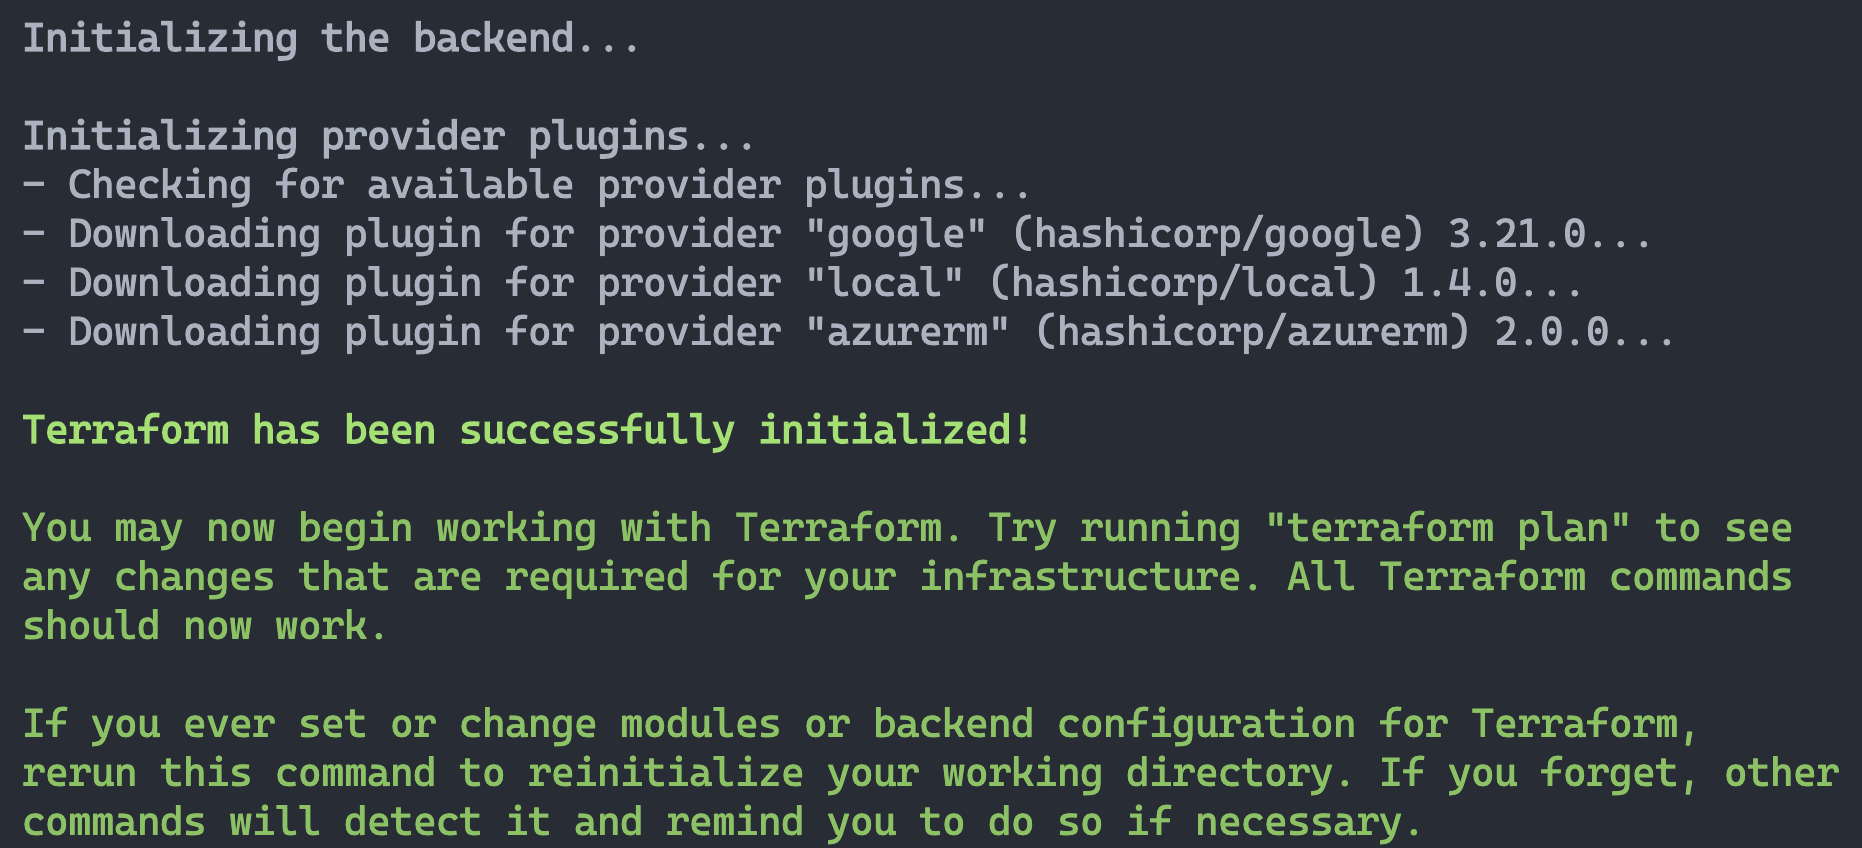 Initializing the backend...
Initializing provider plugins...
- Checking for available provider plugins...
- Downloading plugin for provider "google" (hashicorp/google) 3.21.0...
- Downloading plugin for provider "local" (hashicorp/local) 1.4.0...
- Downloading plugin for provider "azurerm" (hashicorp/azurerm) 2.0.0...
Terraform has been successfully initialized!
You may now begin working with Terraform. Try running "terraform plan" to see
any changes that are required for your infrastructure. All Terraform commands
should now work.
If you ever set or change modules or backend configuration for Terraform,
rerun this command to reinitialize your working directory. If you forget, other
commands will detect it and remind you to do so if necessary.